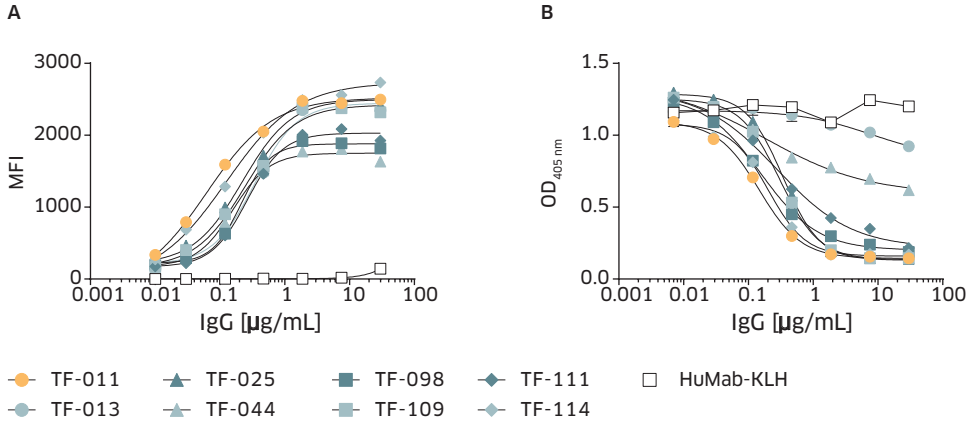 A
B
3000
2000
1000
0
MFI
0.001
0.01
0.1
1
10
100
IgG [µg/mL]
1.5
1.0
0.5
0.0
OD405 nm
0.001
0.01
0.1
1
10
100
IgG [µg/mL]
TF-011 TF-025 TF-098 TF-111 HuMab-KLH
TF-013 TF-044 TF-109 TF-114